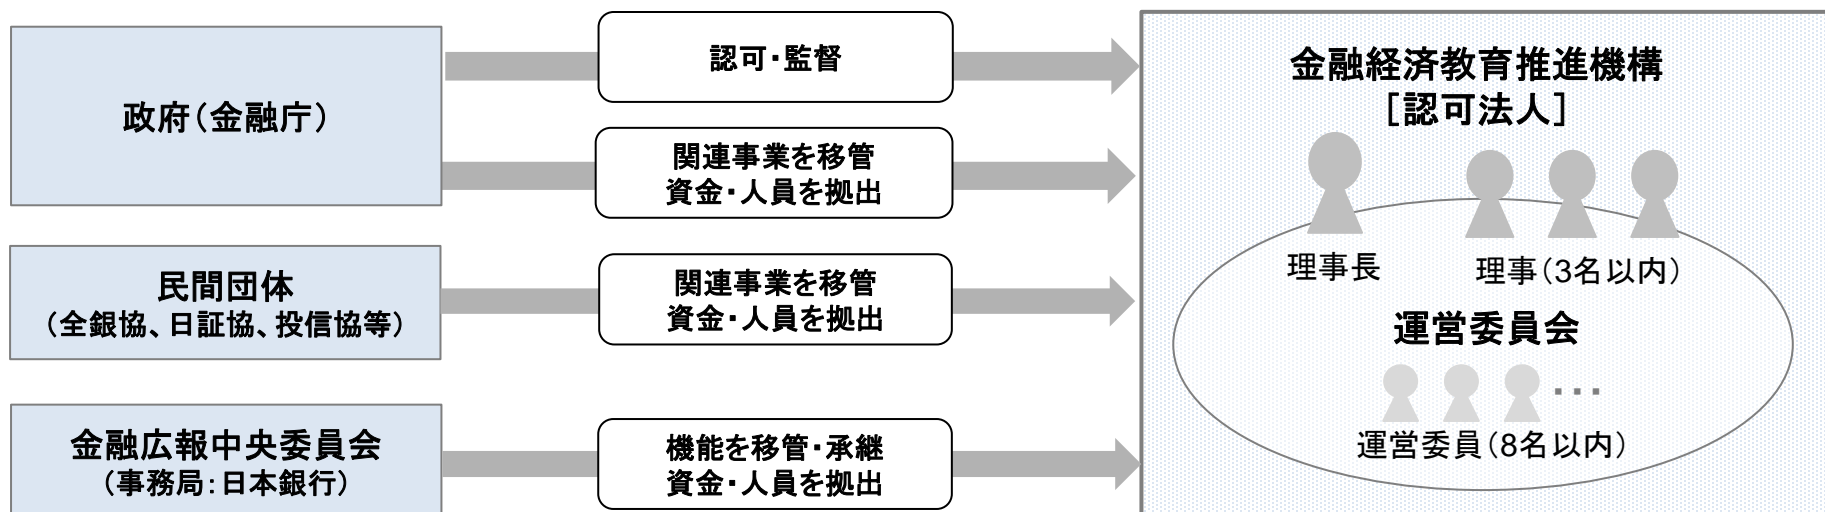 政府（金融庁）
認可・監督
関連事業を移管
資金・人員を拠出
民間団体
（全銀協、日証協、投信協等）
関連事業を移管
資金・人員を拠出
金融広報中央委員会
（事務局：日本銀行）
機能を移管・承継
資金・人員を拠出
金融経済教育推進機構
［認可法人］
理事長
理事（3名以内）
運営委員会
・・・
運営委員（8名以内）